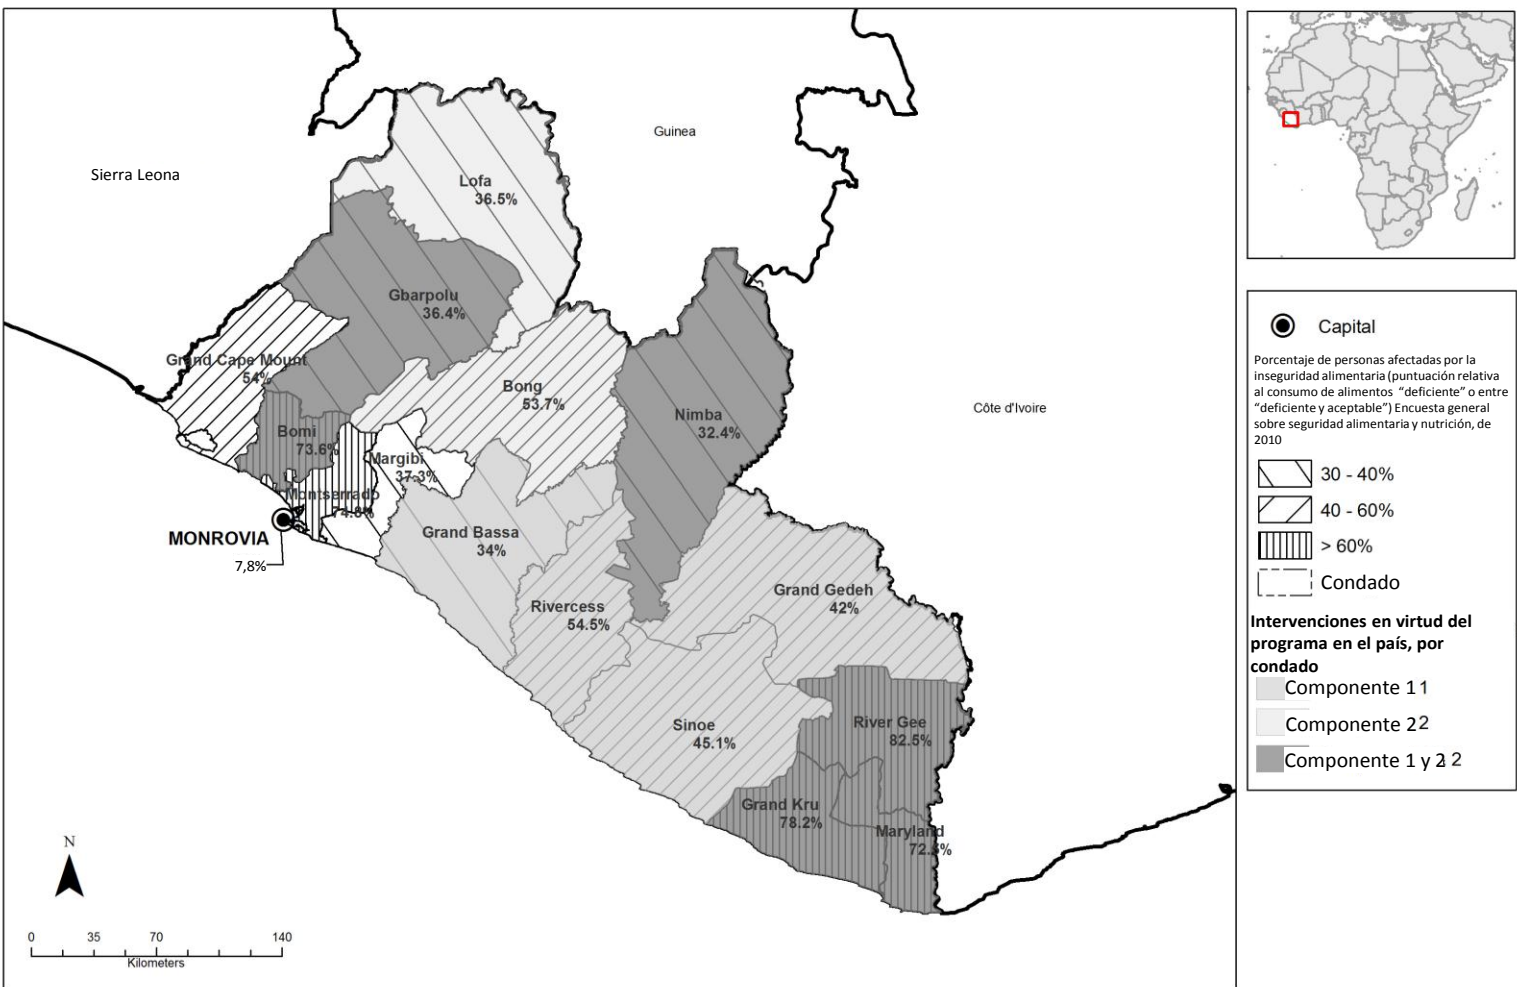 Guinea
Sierra Leona
Lofa
36.5%
Gbarpolu
36.4%
Grand Cape Mount
54%
Bong
53.7%
Nimba
32.4%
Côte d'Ivoire
Bomi
73.6%
Margibi
37.3%
Montserrado
74.8%
MONROVIA
7,8%
Grand Bassa
34%
Rivercess
54.5%
Grand Gedeh
42%
Sinoe
45.1%
River Gee
82.5%
Grand Kru
78.2%
Maryland
N
0 35 70 140
Kilometers
Capital
Porcentaje de personas afectadas por la
inseguridad alimentaria (puntuación relativa
al consumo de alimentos "deficiente" o entre
"deficiente y aceptable") Encuesta general
sobre seguridad alimentaria y nutrición, de
2010
30 - 40%
40 - 60%
> 60%
Condado
Intervenciones en virtud del
programa en el país, por
condado
Componente 1 1
Componente 2 2
Componente 1 y 2 2